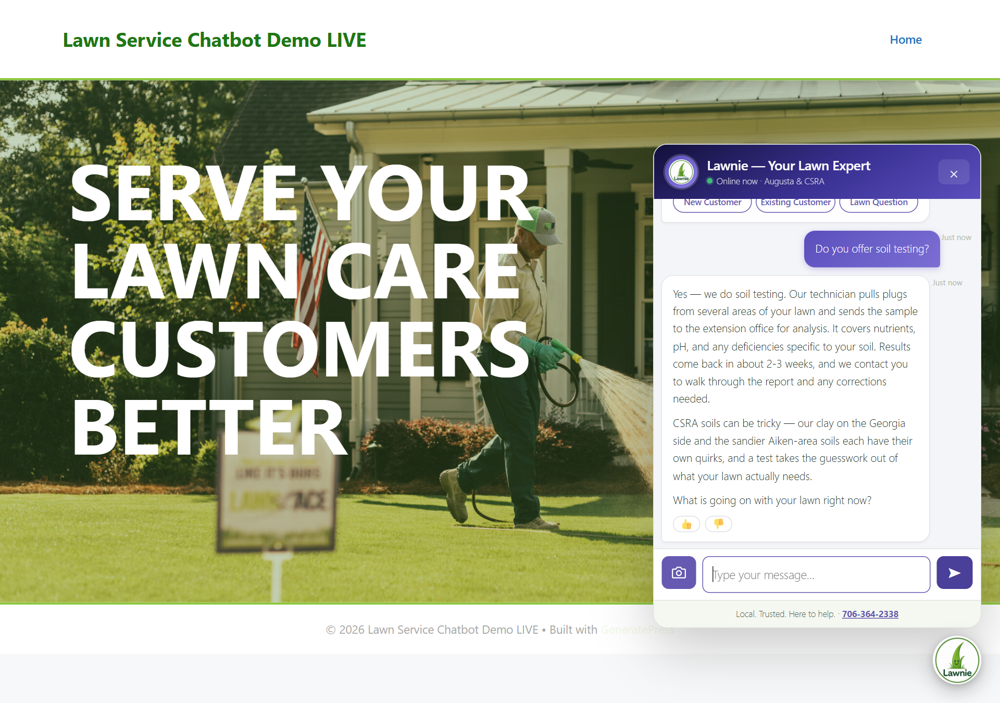 Lawn Service Chatbot Demo LIVE
Home
SERVE YOUR
LAWN CARE
CUSTOMERS
BETTER
LIKE IT'S OURS
Lawnie
Lawnie — Your Lawn Expert
Online now · Augusta & CSRA
New Customer
Existing Customer
Lawn Question
Do you offer soil testing?
Just now
Just now
Yes — we do soil testing. Our technician pulls plugs
from several areas of your lawn and sends the sample
to the extension office for analysis. It covers nutrients,
pH, and any deficiencies specific to your soil. Results
come back in about 2-3 weeks, and we contact you
to walk through the report and any corrections
needed.
CSRA soils can be tricky — our clay on the Georgia
side and the sandier Aiken-area soils each have their
own quirks, and a test takes the guesswork out of
what your lawn actually needs.
What is going on with your lawn right now?
Type your message...
Local. Trusted. Here to help. · 706-364-2338
© 2026 Lawn Service Chatbot Demo LIVE • Built with GeneratePress
Lawnie